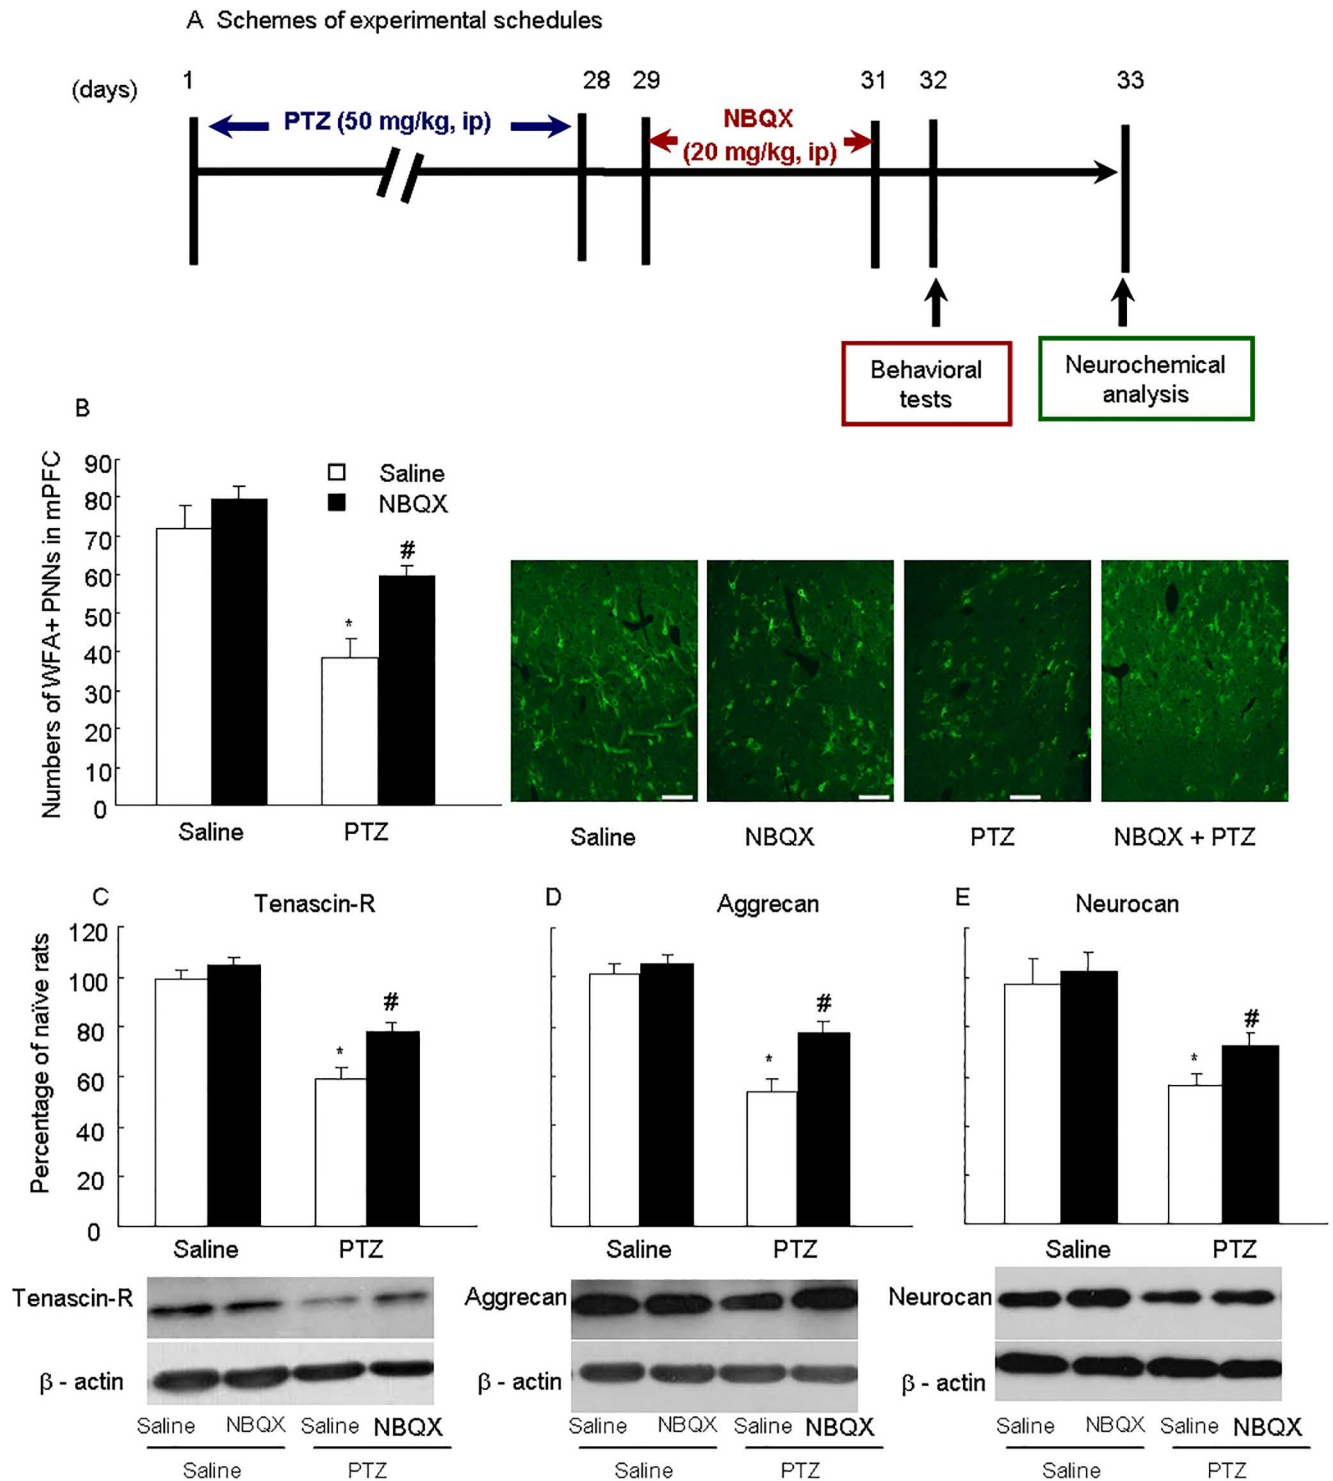 A Schemes of experimental schedules
(days) 1 28 29 31 32 33
PTZ (50 mg/kg, ip)
NBQX
(20 mg/kg, ip)
Behavioral
tests
Neurochemical
analysis
B
Numbers of WFA+ PNNs in mPFC
90
80
70
60
50
40
30
20
10
0
Saline
NBQX
*
#
Saline PTZ
Saline NBQX PTZ NBQX + PTZ
C Tenascin-R
Percentage of naïve rats
120
100
80
60
40
20
0
*
#
Saline PTZ
D Aggrecan
*
#
Saline PTZ
E Neurocan
*
#
Saline PTZ
Tenascin-R
β - actin
Saline NBQX Saline NBQX
Saline PTZ
Aggrecan
β - actin
Saline NBQX Saline NBQX
Saline PTZ
Neurocan
β - actin
Saline NBQX Saline NBQX
Saline PTZ